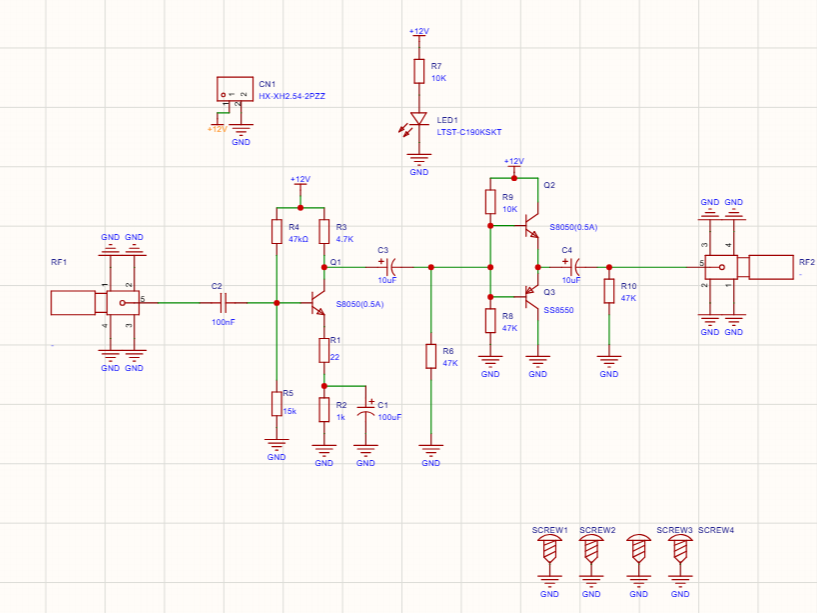 +12V
R7
10K
CN1
HX-XH2.54-2PZZ
1 2
1 2
+12V
GND
LED1
LTST-C190KSKT
GND
+12V
Q2
+12V
R9
10K
R4
47kΩ
R3
4.7K
S8050(0.5A)
GND GND
3 4
GND GND
RF1
1 2
5
4 3
GND GND
-
C2
100nF
Q1
S8050(0.5A)
C3
+
10uF
C4
+
10uF
5
RF2
-
2 1
GND GND
Q3
SS8550
R10
47K
R8
47K
GND
GND
GND
R1
22
R6
47K
R5
15k
R2
1k
+
C1
100uF
GND
GND
GND
GND
SCREW1 SCREW2 SCREW3 SCREW4
GND GND GND GND